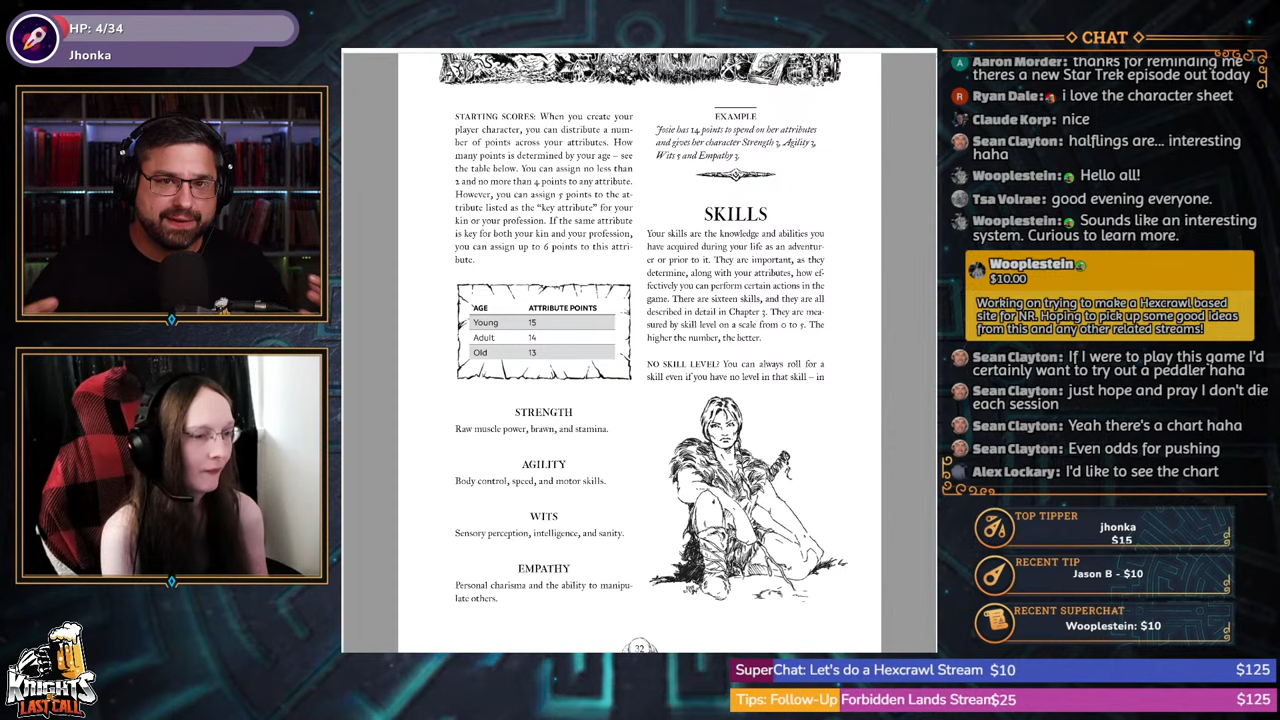 HP: 4/34
Jhonka
STARTING SCORES: When you create your
player character, you can distribute a num-
ber of points across your attributes. How
many points is determined by your age – see
the table below. You can assign no less than
2 and no more than 4 points to any attribute.
However, you can assign 5 points to the at-
tribute listed as the “key attribute” for your
kin or your profession. If the same attribute
is key for both your kin and your profession,
you can assign up to 6 points to this attri-
bute.
AGE ATTRIBUTE POINTS
Young 15
Adult 14
Old 13
STRENGTH
Raw muscle power, brawn, and stamina.
AGILITY
Body control, speed, and motor skills.
WITS
Sensory perception, intelligence, and sanity.
EMPATHY
Personal charisma and the ability to manipu-
late others.
EXAMPLE
Josie has 14 points to spend on her attributes
and gives her character Strength 3, Agility 3,
Wits 5 and Empathy 3.
SKILLS
Your skills are the knowledge and abilities you
have acquired during your life as an adventur-
er or prior to it. They are important, as they
determine, along with your attributes, how ef-
fectively you can perform certain actions in the
game. There are sixteen skills, and they are all
described in detail in Chapter 3. They are mea-
sured by skill level on a scale from 0 to 5. The
higher the number, the better.
NO SKILL LEVEL? You can always roll for a
skill even if you have no level in that skill – in
32
CHAT
A Aaron Morder: thanks for reminding me
theres a new Star Trek episode out today
R Ryan Dale: i love the character sheet
Claude Korp: nice
Sean Clayton: halflings are... interesting
haha
Wooplestein: Hello all!
Tsa Volrae: good evening everyone.
Wooplestein: Sounds like an interesting
system. Curious to learn more.
Wooplestein
$10.00
Working on trying to make a Hexcrawl based
site for NR. Hoping to pick up some good ideas
from this and any other related streams!
Sean Clayton: If I were to play this game I'd
certainly want to try out a peddler haha
Sean Clayton: just hope and pray I don't die
each session
Sean Clayton: Yeah there's a chart haha
Sean Clayton: Even odds for pushing
Alex Lockary: I'd like to see the chart
TOP TIPPER
jhonka
$15
RECENT TIP
Jason B - $10
RECENT SUPERCHAT
Wooplestein: $10
SuperChat: Let's do a Hexcrawl Stream $10 $125
Tips: Follow-Up Forbidden Lands Stream $25 $125
KNIGHTS
OF
LAST CALL